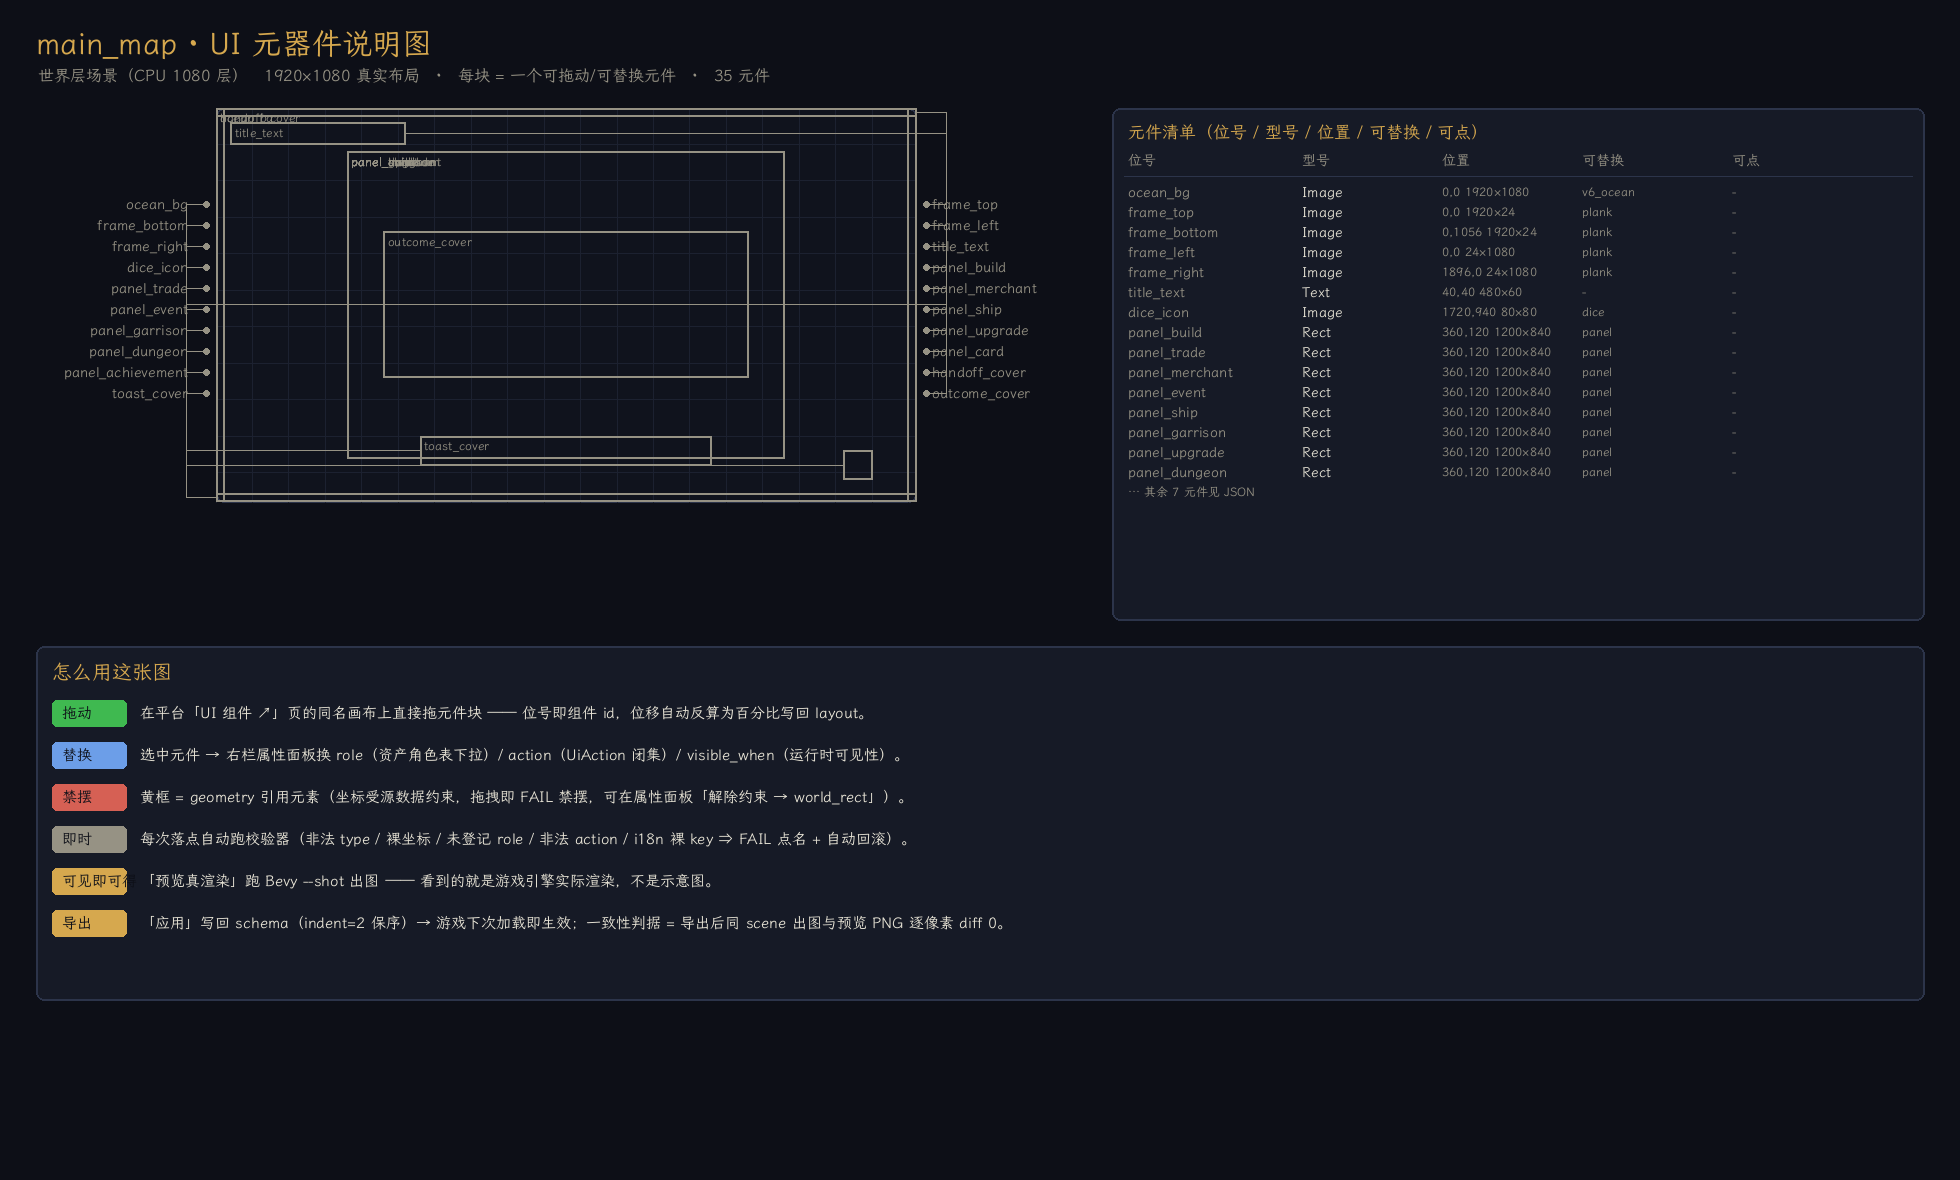 main_map · UI 元器件说明图
世界层场景（CPU 1080 层） 1920×1080 真实布局 · 每块 = 一个可拖动/可替换元件 · 35 元件
title_text
outcome_cover
toast_cover
ocean_bg
frame_bottom
frame_right
dice_icon
panel_trade
panel_event
panel_garrison
panel_dungeon
panel_achievement
toast_cover
frame_top
frame_left
title_text
panel_build
panel_merchant
panel_ship
panel_upgrade
panel_card
handoff_cover
outcome_cover
元件清单（位号 / 型号 / 位置 / 可替换 / 可点）
位号 型号 位置 可替换 可点
ocean_bg Image 0,0 1920×1080 v6_ocean -
frame_top Image 0,0 1920×24 plank -
frame_bottom Image 0,1056 1920×24 plank -
frame_left Image 0,0 24×1080 plank -
frame_right Image 1896,0 24×1080 plank -
title_text Text 40,40 480×60 - -
dice_icon Image 1720,940 80×80 dice -
panel_build Rect 360,120 1200×840 panel -
panel_trade Rect 360,120 1200×840 panel -
panel_merchant Rect 360,120 1200×840 panel -
panel_event Rect 360,120 1200×840 panel -
panel_ship Rect 360,120 1200×840 panel -
panel_garrison Rect 360,120 1200×840 panel -
panel_upgrade Rect 360,120 1200×840 panel -
panel_dungeon Rect 360,120 1200×840 panel -
… 其余 7 元件见 JSON
怎么用这张图
拖动 在平台「UI 组件 ↗」页的同名画布上直接拖元件块 —— 位号即组件 id，位移自动反算为百分比写回 layout。
替换 选中元件 → 右栏属性面板换 role（资产角色表下拉）/ action（UiAction 闭集）/ visible_when（运行时可见性）。
禁摆 黄框 = geometry 引用元素（坐标受源数据约束，拖拽即 FAIL 禁摆，可在属性面板「解除约束 → world_rect」）。
即时 每次落点自动跑校验器（非法 type / 裸坐标 / 未登记 role / 非法 action / i18n 裸 key ⇒ FAIL 点名 + 自动回滚）。
可见即可得 「预览真渲染」跑 Bevy --shot 出图 —— 看到的就是游戏引擎实际渲染，不是示意图。
导出 「应用」写回 schema（indent=2 保序）→ 游戏下次加载即生效；一致性判据 = 导出后同 scene 出图与预览 PNG 逐像素 diff 0。